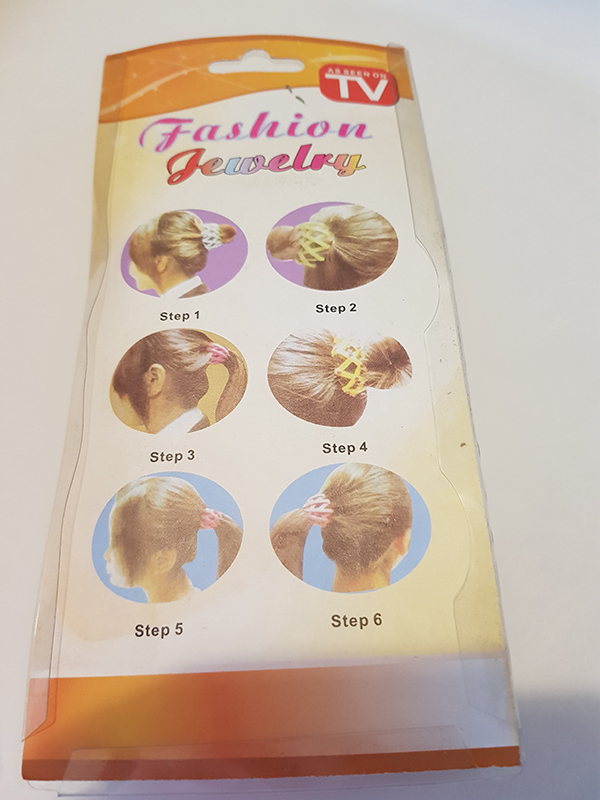 AS SEEN ON
TV
Fashion
Jewelry
Step 1
Step 2
Step 3
Step 4
Step 5
Step 6